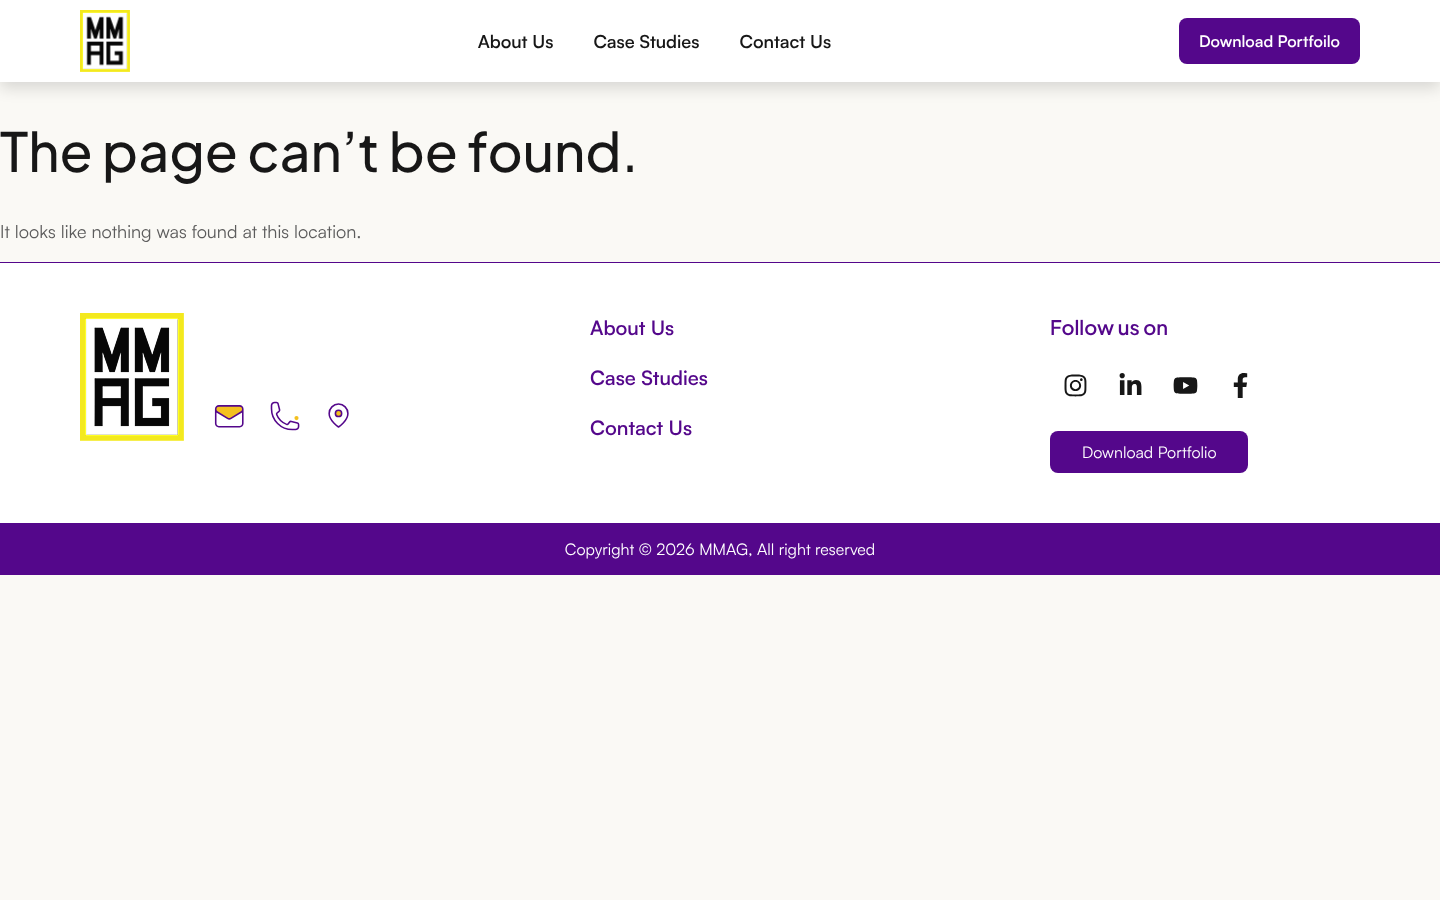 MM
AG
About Us
Case Studies
Contact Us
Download Portfoilo
The page can’t be found.
It looks like nothing was found at this location.
MM
AG
About Us
Case Studies
Contact Us
Follow us on
Download Portfolio
Copyright © 2026 MMAG, All right reserved